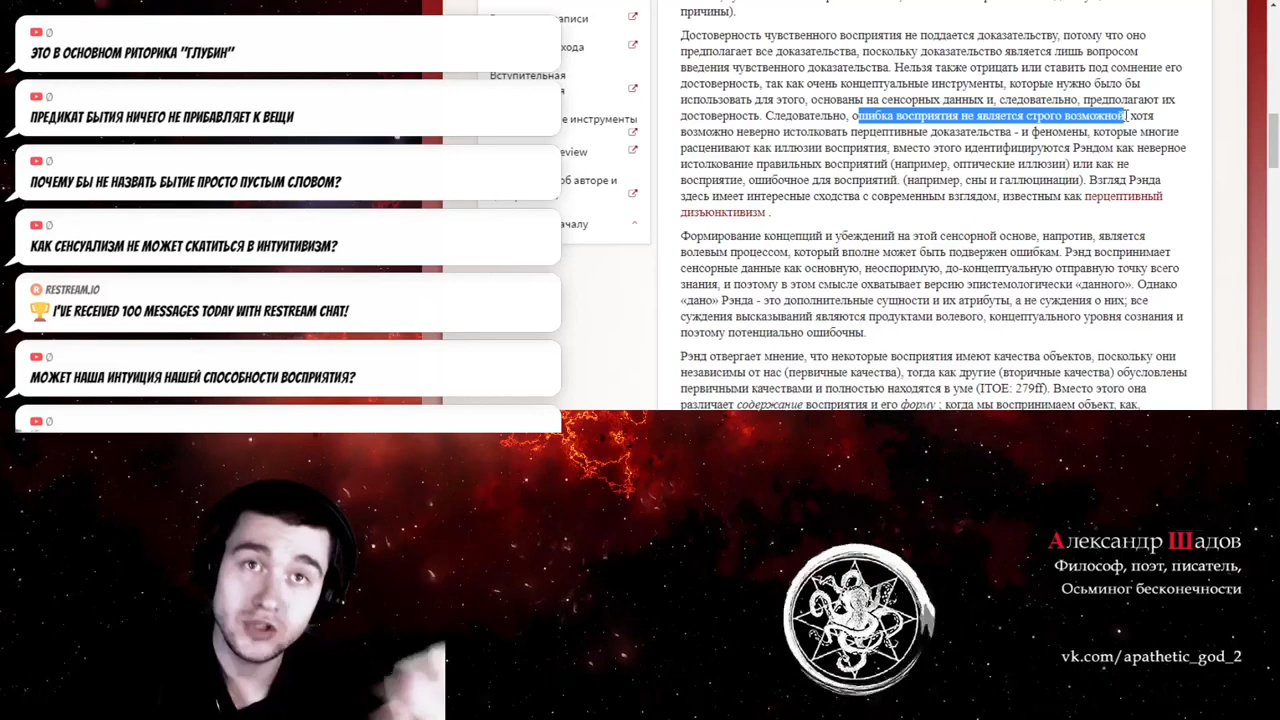 Ø
ЭТО В ОСНОВНОМ РИТОРИКА "ГЛУБИН"
Ø
ПРЕДИКАТ БЫТИЯ НИЧЕГО НЕ ПРИБАВЛЯЕТ К ВЕЩИ
Ø
ПОЧЕМУ БЫ НЕ НАЗВАТЬ БЫТИЕ ПРОСТО ПУСТЫМ СЛОВОМ?
Ø
КАК СЕНСУАЛИЗМ НЕ МОЖЕТ СКАТИТЬСЯ В ИНТУИТИВИЗМ?
RESTREAM.IO
I'VE RECEIVED 100 MESSAGES TODAY WITH RESTREAM CHAT!
Ø
МОЖЕТ НАША ИНТУИЦИЯ НАШЕЙ СПОСОБНОСТИ ВОСПРИЯТИЯ?
Ø
Вступительная
е инструменты
об авторе и
причины).
Достоверность чувственного восприятия не поддается доказательству, потому что оно
предполагает все доказательства, поскольку доказательство является лишь вопросом
введения чувственного доказательства. Нельзя также отрицать или ставить под сомнение его
достоверность, так как очень концептуальные инструменты, которые нужно было бы
использовать для этого, основаны на сенсорных данных и, следовательно, предполагают их
достоверность. Следовательно, ошибка восприятия не является строго возможной, хотя
возможно неверно истолковать перцептивные доказательства - и феномены, которые многие
расценивают как иллюзии восприятия, вместо этого идентифицируются Рэндом как неверное
истолкование правильных восприятий (например, оптические иллюзии) или как не
восприятие, ошибочное для восприятий. (например, сны и галлюцинации). Взгляд Рэнда
здесь имеет интересные сходства с современным взглядом, известным как перцептивный
дизъюнктивизм .
Формирование концепций и убеждений на этой сенсорной основе, напротив, является
волевым процессом, который вполне может быть подвержен ошибкам. Рэнд воспринимает
сенсорные данные как основную, неоспоримую, до-концептуальную отправную точку всего
знания, и поэтому в этом смысле охватывает версию эпистемологически «данного». Однако
«дано» Рэнда - это дополнительные сущности и их атрибуты, а не суждения о них; все
суждения высказываний являются продуктами волевого, концептуального уровня сознания и
поэтому потенциально ошибочны.
Рэнд отвергает мнение, что некоторые восприятия имеют качества объектов, поскольку они
независимы от нас (первичные качества), тогда как другие (вторичные качества) обусловлены
первичными качествами и полностью находятся в уме (ITOE: 279ff). Вместо этого она
различает содержание восприятия и его форму ; когда мы воспринимаем объект, как,
Александр Шадов
Философ, поэт, писатель,
Осьминог бесконечности
vk.com/apathetic_god_2